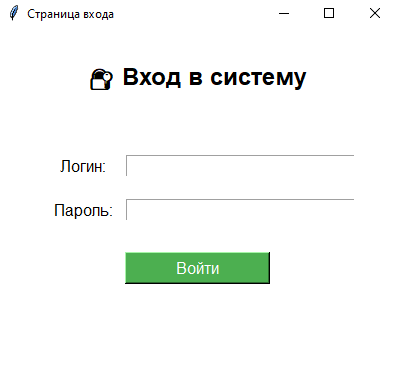 Страница входа
🔐 Вход в систему
Логин:
Пароль:
Войти